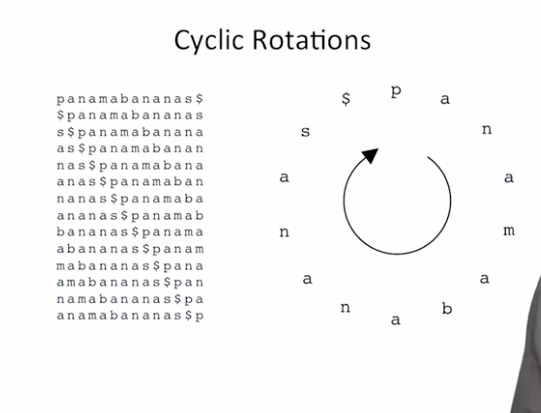 Cyclic Rotations
panamabananas$
$panamabananas
s$panamabanana
as$panamabanan
nas$panamabana
anas$panamaban
nanas$panamaba
ananas$panamab
bananas$panama
abananas$panam
mabananas$pana
amabananas$pan
namabananas$pa
anamabananas$p
p
a
n
a
m
a
b
a
n
a
n
a
s
$